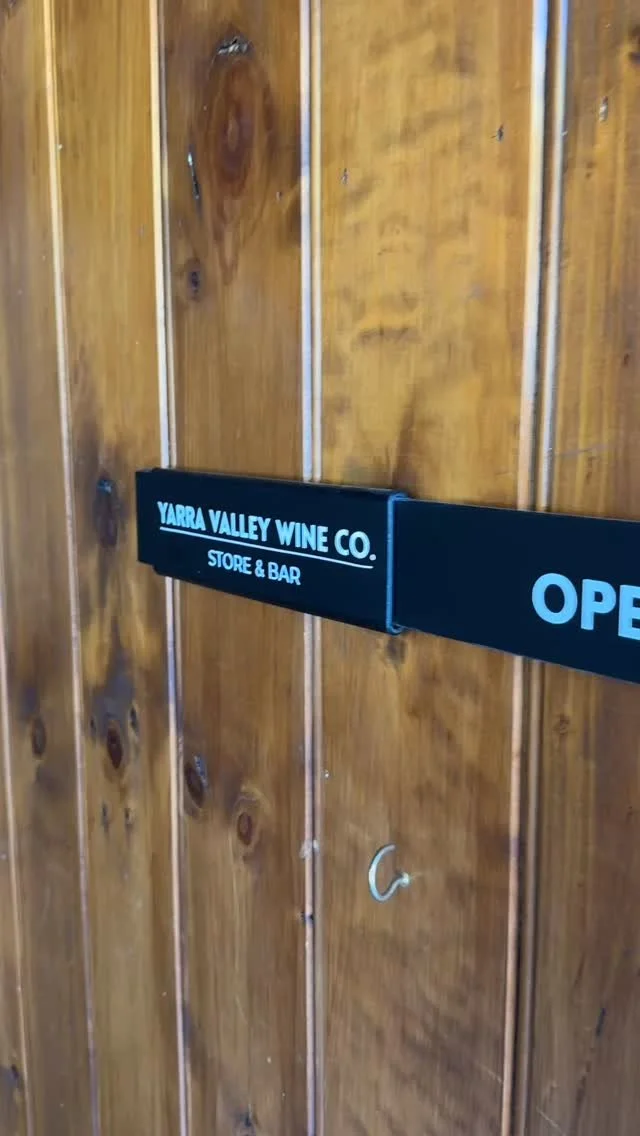 YARRA VALLEY WINE CO.
STORE & BAR
OPE